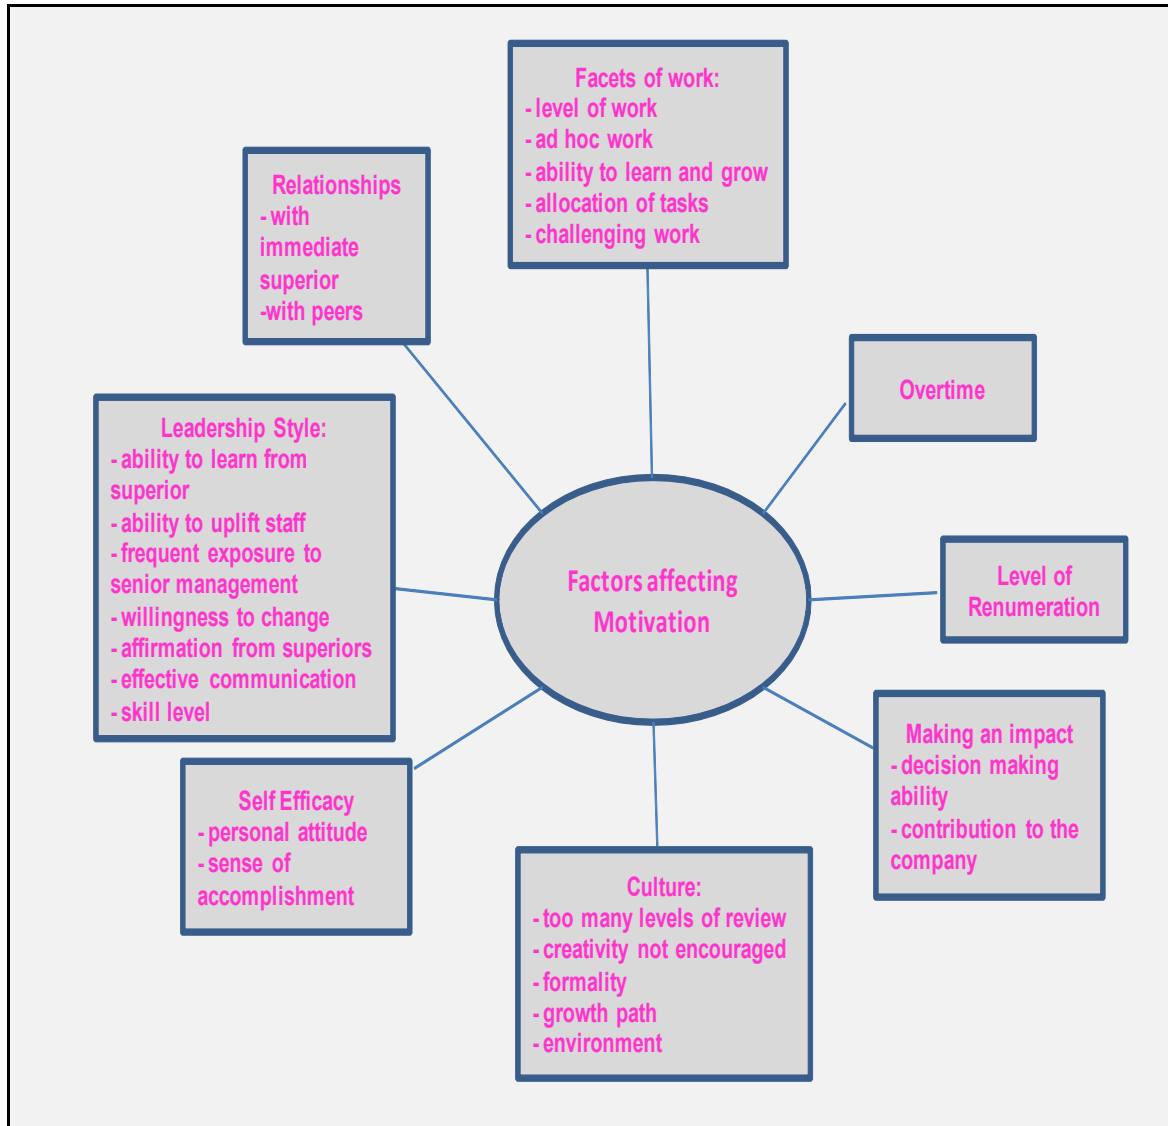 Facets of work:
- level of work
- ad hoc work
- ability to learn and grow
- allocation of tasks
- challenging work
Relationships
- with
immediate
superior
-with peers
Overtime
Leadership Style:
- ability to learn from
superior
- ability to uplift staff
- frequent exposure to
senior management
- willingness to change
- affirmation from superiors
- effective communication
- skill level
Factors affecting
Motivation
Level of
Renumeration
Making an impact
- decision making
ability
- contribution to the
company
Self Efficacy
- personal attitude
- sense of
accomplishment
Culture:
- too many levels of review
- creativity not encouraged
- formality
- growth path
- environment